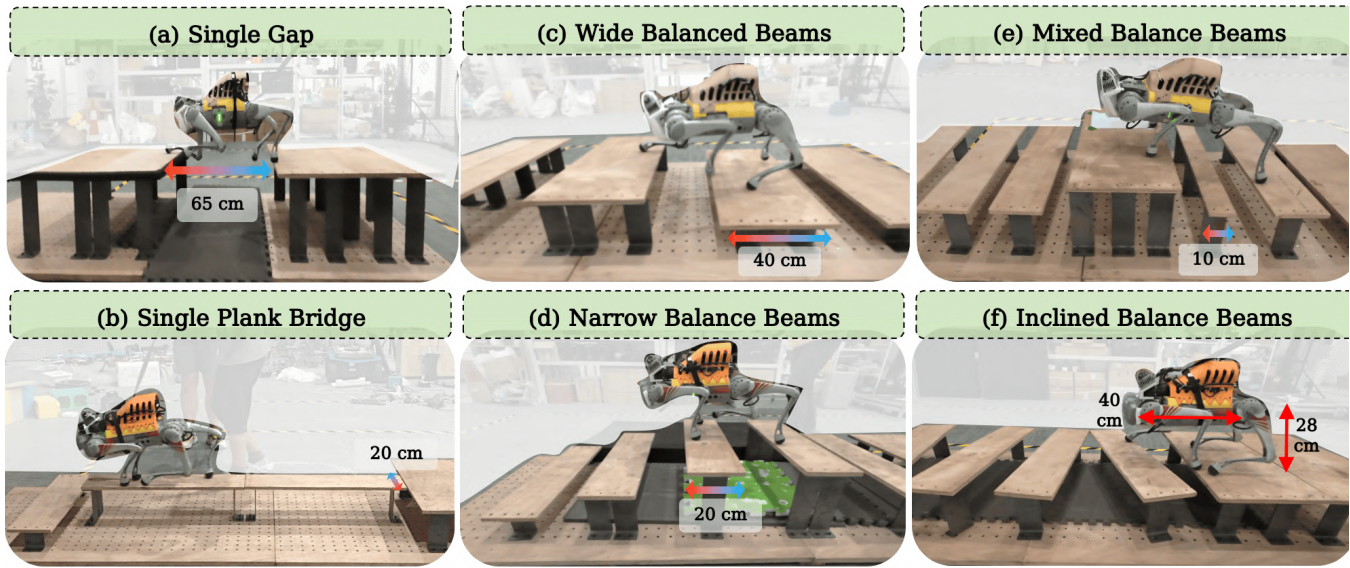 (a) Single Gap
65 cm
(c) Wide Balanced Beams
40 cm
(e) Mixed Balance Beams
10 cm
(b) Single Plank Bridge
20 cm
(d) Narrow Balance Beams
20 cm
(f) Inclined Balance Beams
40
cm
28
cm